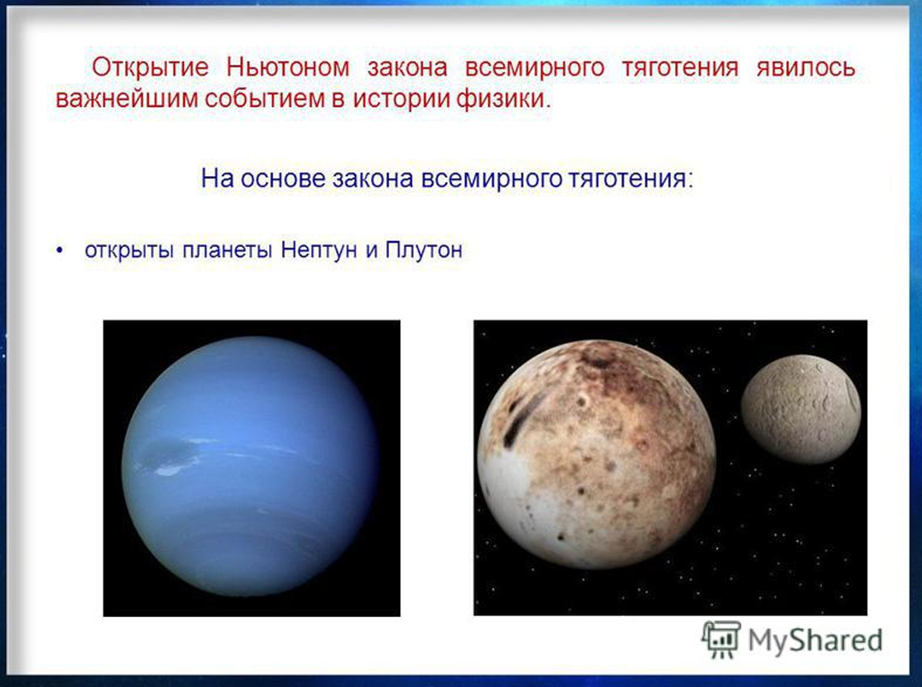 Открытие Ньютоном закона всемирного тяготения явилось
важнейшим событием в истории физики.
На основе закона всемирного тяготения:
• открыты планеты Нептун и Плутон
MyShared